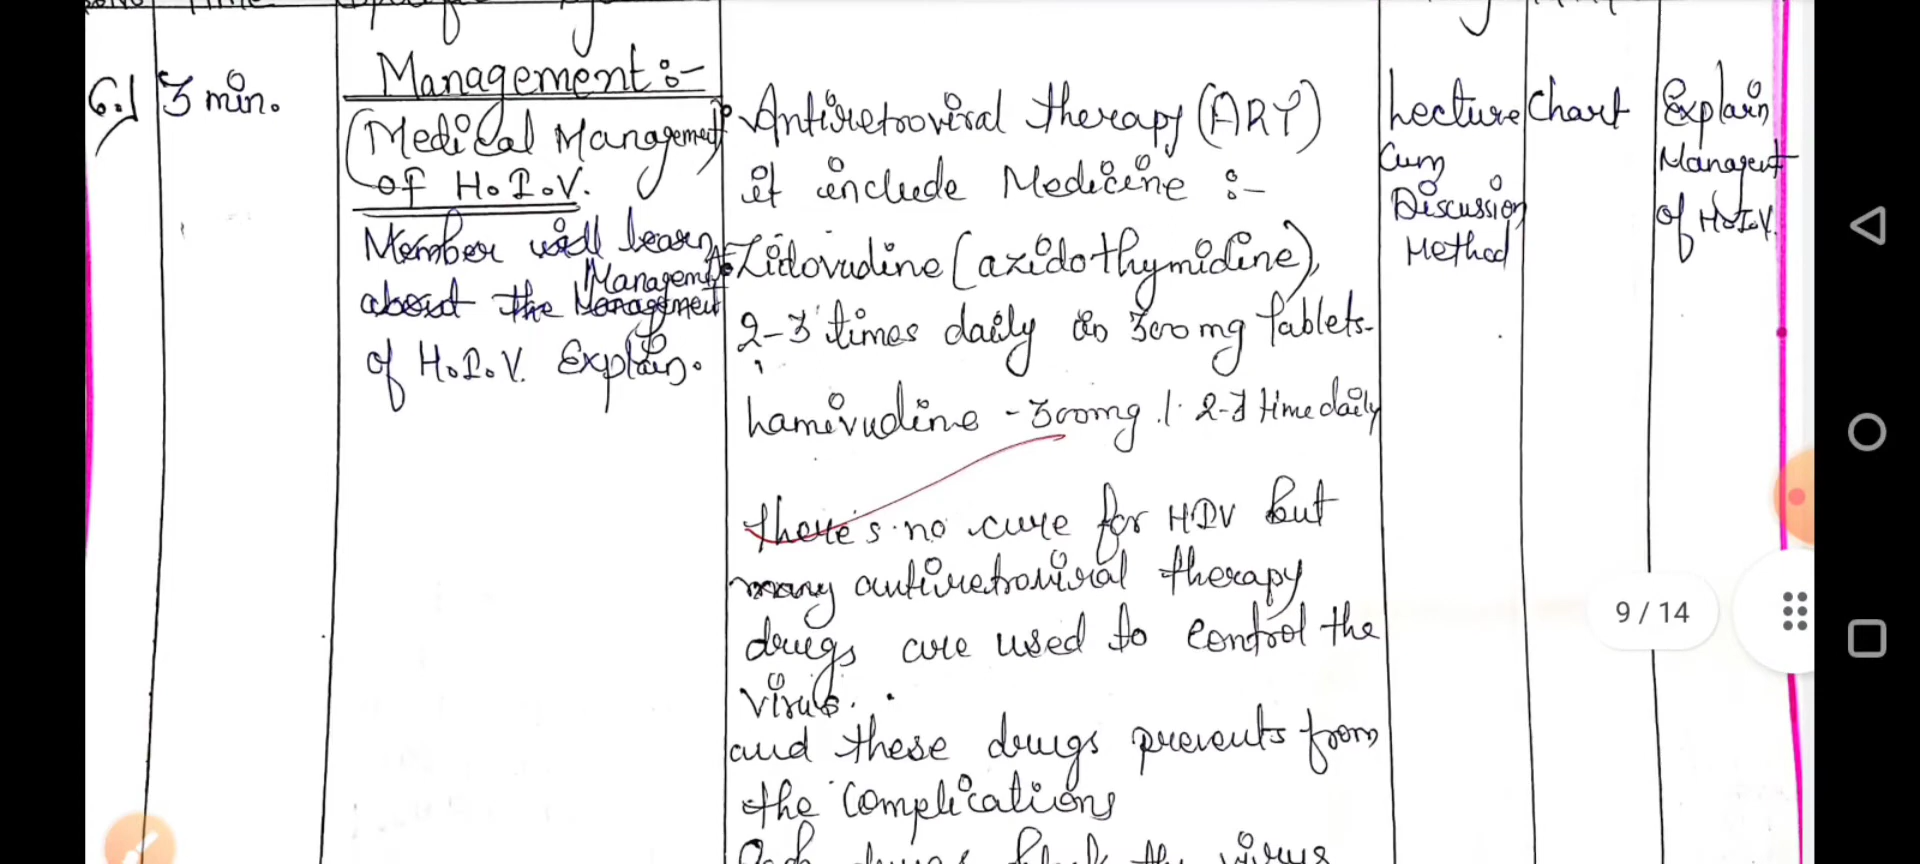 6.) 3 min.
Management :-
(Medical Management)
of H.I.V.
Member will learn
Management
about the Management
of H.I.V. Explain.
Antiretroviral therapy (ART)
it include Medicine :-
Zidovudine (azidothymidine),
2-3 times daily as 300 mg Tablets.
Lamivudine - 300mg 2-3 time daily
there's no cure for HIV but
many antiretroviral therapy
drugs are used to control the
virus.
and these drugs prevents from
the complications
Lecture
Cum
Discussion
Method
Chart
Explain
Managent
of H.I.V.
9 / 14